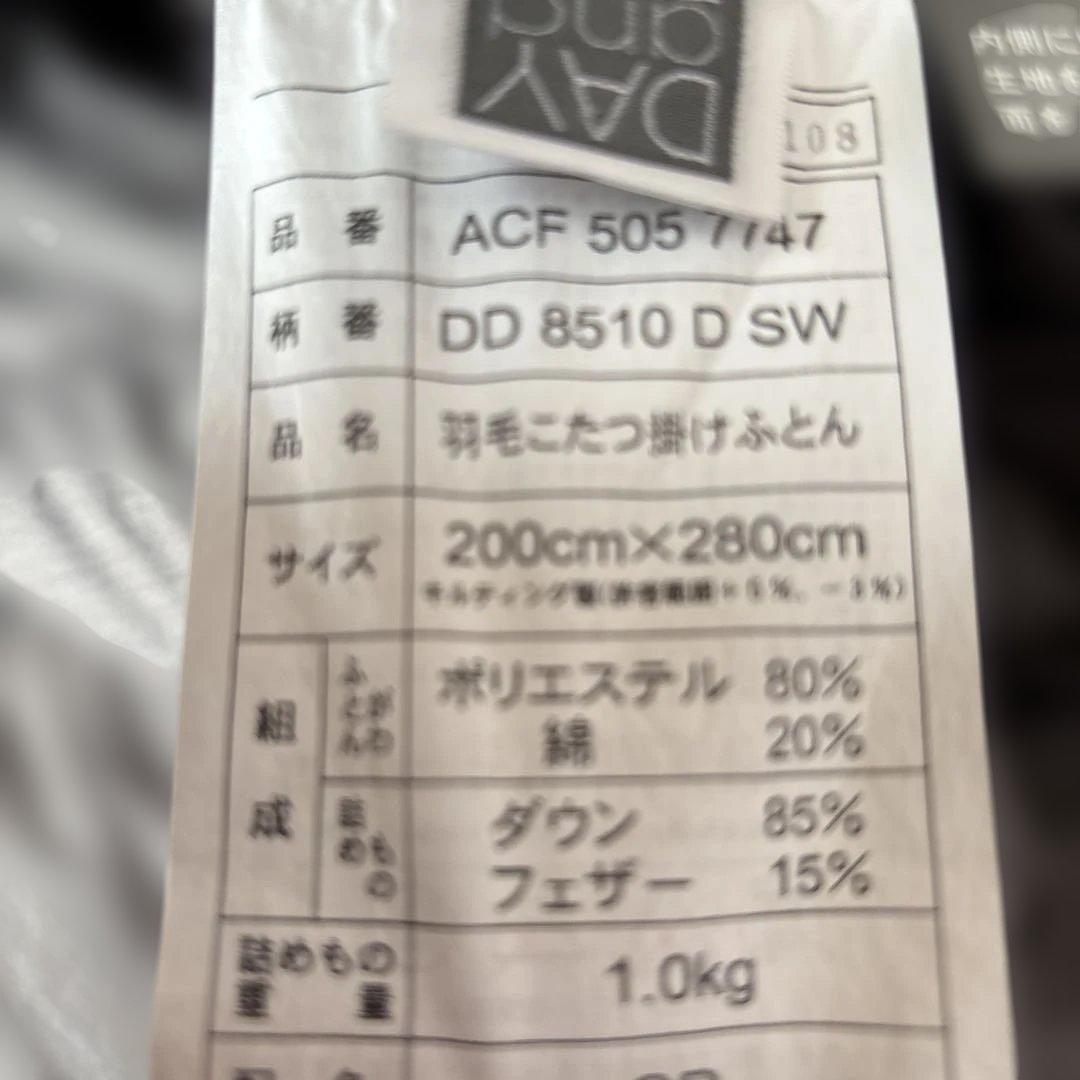 DAY
and
108
品番 ACF 505 7747
柄番 DD 8510 D SW
品名 羽毛こたつ掛けふとん
サイズ 200cm×280cm
組成 ふとんがわ ポリエステル 80%
綿 20%
詰めもの ダウン 85%
フェザー 15%
詰めもの重量 1.0kg
内側に
生地を
面を